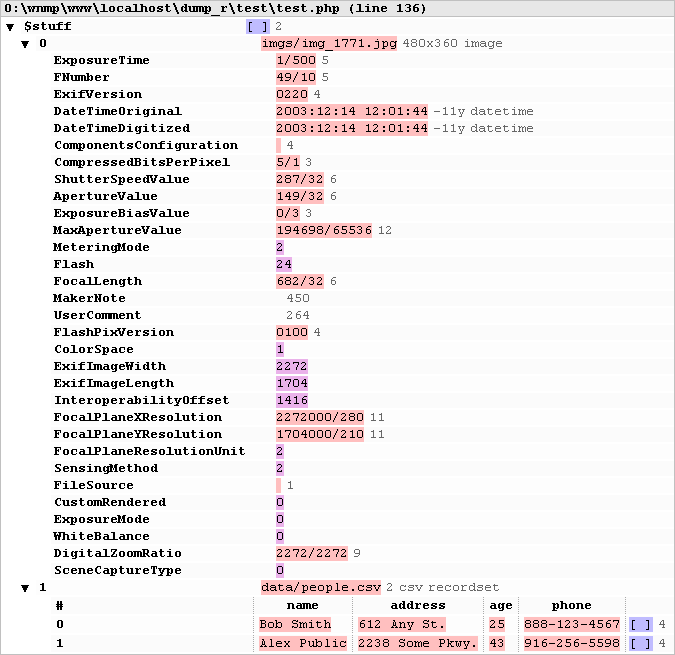 0:\wnmp\www\localhost\dump_r\test\test.php (line 136)
▼ $stuff [ ] 2
▼ 0 imgs/img_1771.jpg 480x360 image
ExposureTime 1/500 5
FNumber 49/10 5
ExifVersion 0220 4
DateTimeOriginal 2003:12:14 12:01:44 -11y datetime
DateTimeDigitized 2003:12:14 12:01:44 -11y datetime
ComponentsConfiguration 4
CompressedBitsPerPixel 5/1 3
ShutterSpeedValue 287/32 6
ApertureValue 149/32 6
ExposureBiasValue 0/3 3
MaxApertureValue 194698/65536 12
MeteringMode 2
Flash 24
FocalLength 682/32 6
MakerNote 450
UserComment 264
FlashPixVersion 0100 4
ColorSpace 1
ExifImageWidth 2272
ExifImageLength 1704
InteroperabilityOffset 1416
FocalPlaneXResolution 2272000/280 11
FocalPlaneYResolution 1704000/210 11
FocalPlaneResolutionUnit 2
SensingMethod 2
FileSource 1
CustomRendered 0
ExposureMode 0
WhiteBalance 0
DigitalZoomRatio 2272/2272 9
SceneCaptureType 0
▼ 1 data/people.csv 2 csv recordset
# name address age phone
0 Bob Smith 612 Any St. 25 888-123-4567 [ ] 4
1 Alex Public 2238 Some Pkwy. 43 916-256-5598 [ ] 4